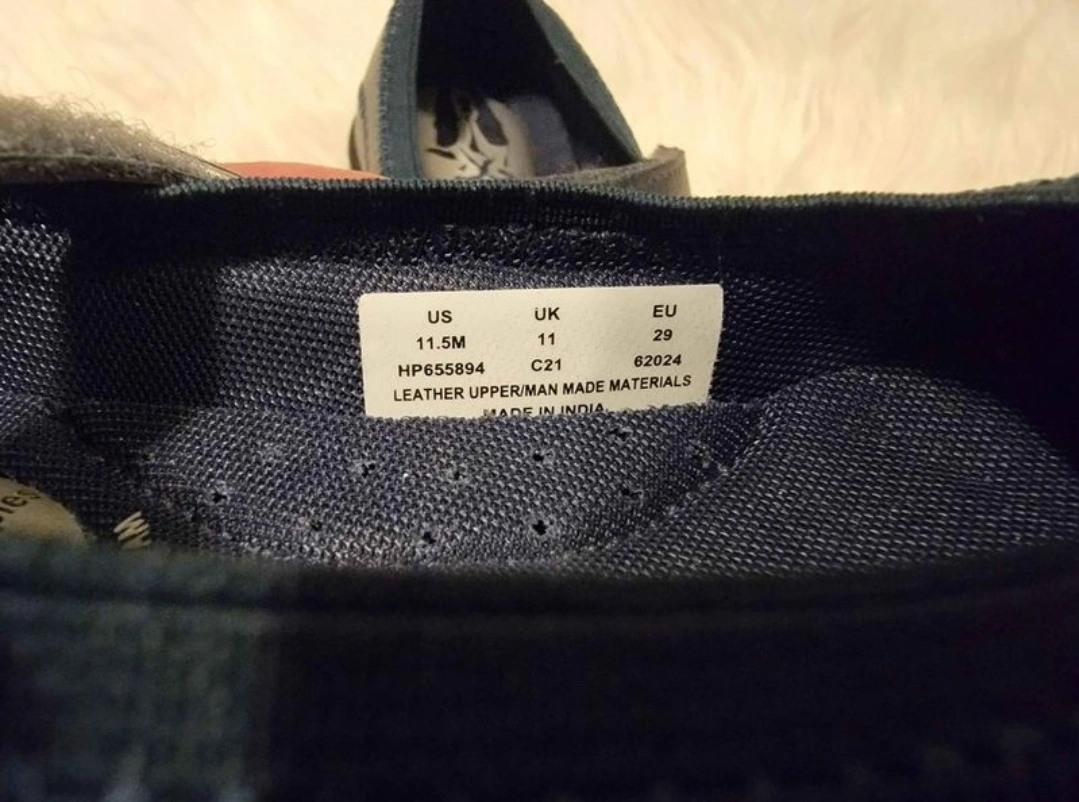 US UK EU
11.5M 11 29
HP655894 C21 62024
LEATHER UPPER/MAN MADE MATERIALS
MADE IN INDIA